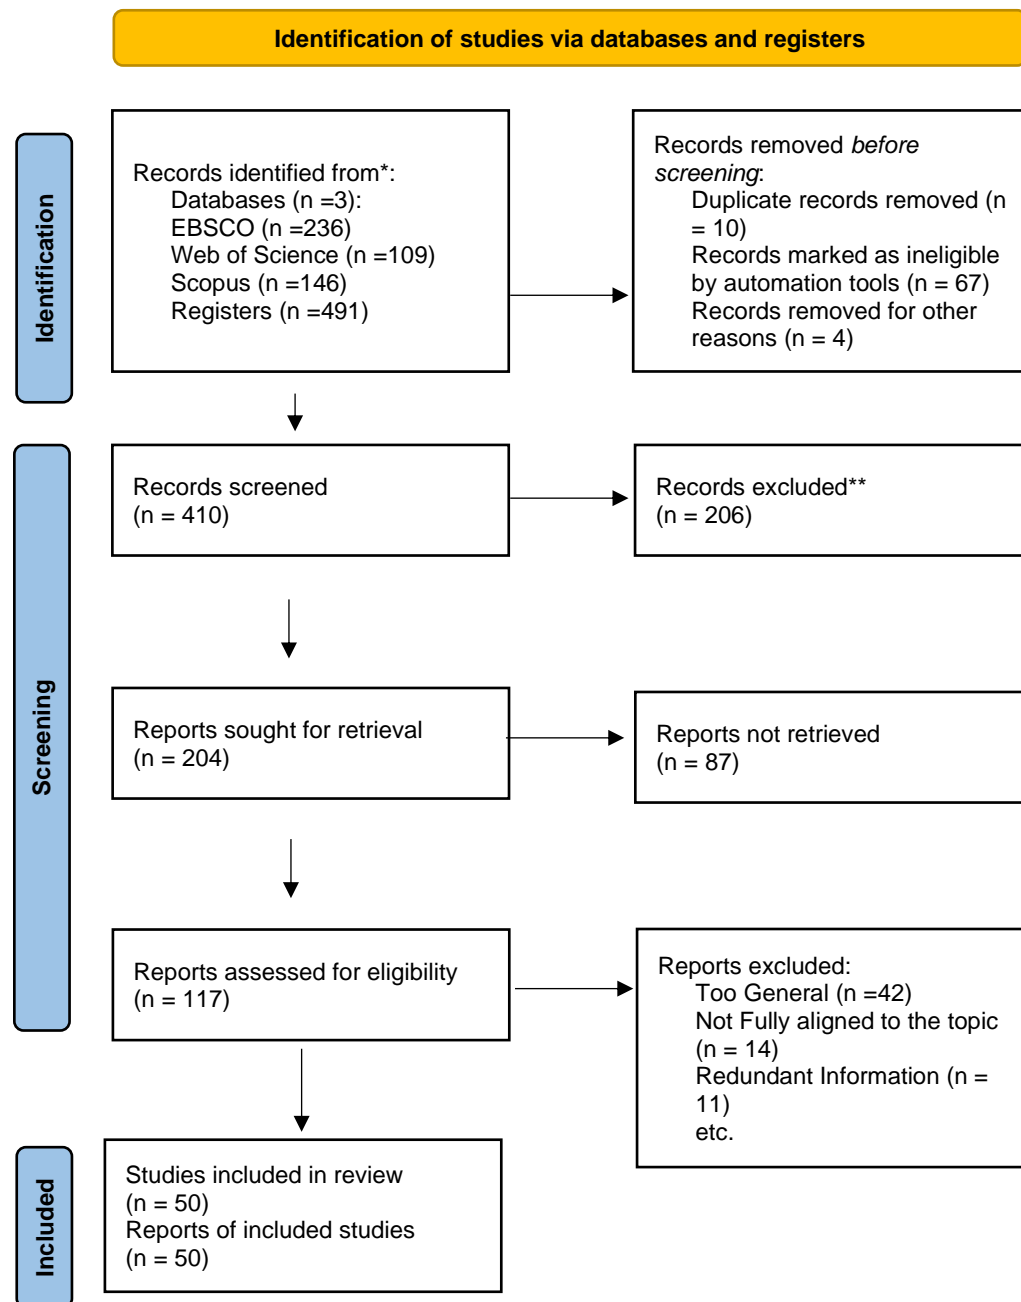 Identification of studies via databases and registers
Identification
Records identified from*:
Databases (n =3):
EBSCO (n =236)
Web of Science (n =109)
Scopus (n =146)
Registers (n =491)
Records removed before
screening:
Duplicate records removed (n
= 10)
Records marked as ineligible
by automation tools (n = 67)
Records removed for other
reasons (n = 4)
Screening
Records screened
(n = 410)
Records excluded**
(n = 206)
Reports sought for retrieval
(n = 204)
Reports not retrieved
(n = 87)
Reports assessed for eligibility
(n = 117)
Reports excluded:
Too General (n =42)
Not Fully aligned to the topic
(n = 14)
Redundant Information (n =
11)
etc.
Included
Studies included in review
(n = 50)
Reports of included studies
(n = 50)